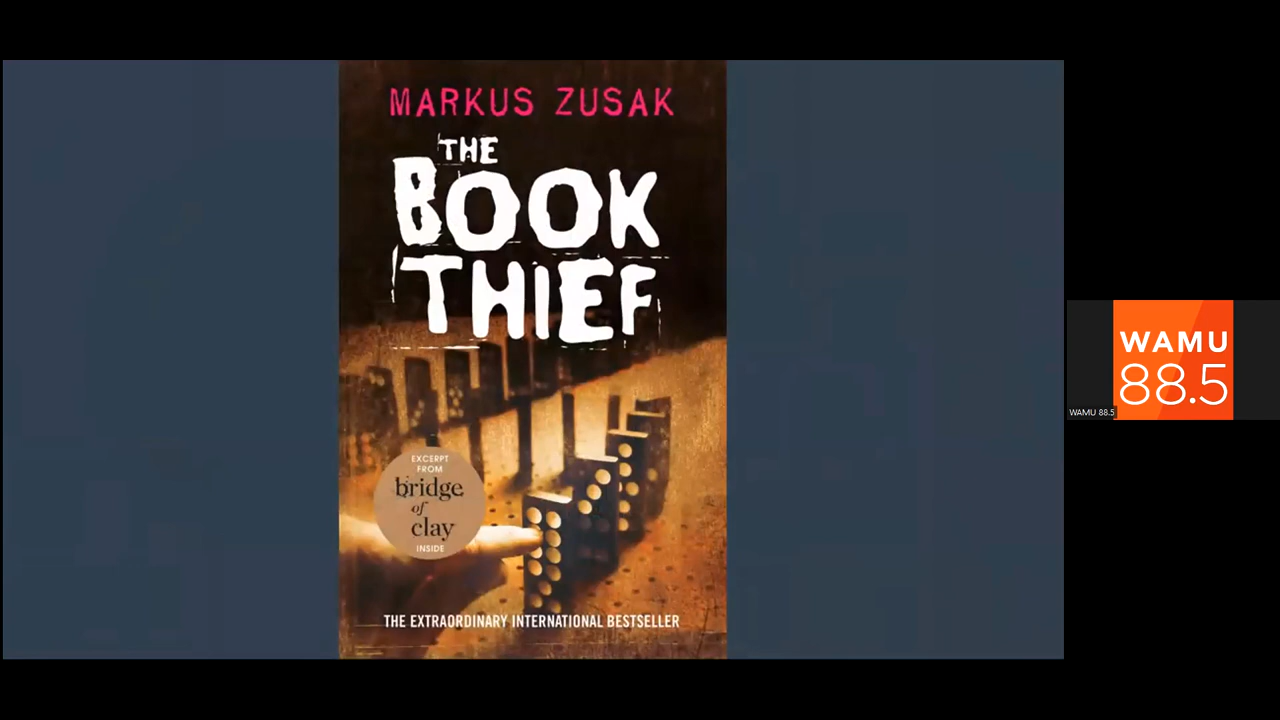 MARKUS ZUSAK
THE
BOOK
THIEF
EXCERPT
FROM
bridge
of
clay
INSIDE
THE EXTRAORDINARY INTERNATIONAL BESTSELLER
WAMU
88.5
WAMU 88.5